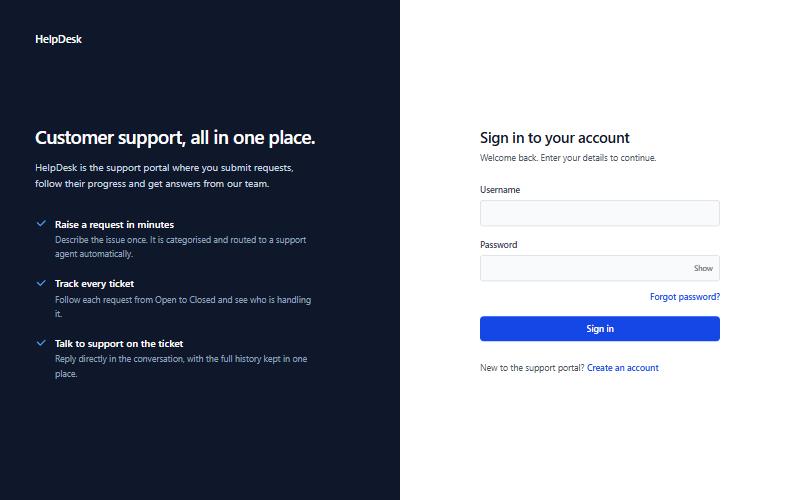 HelpDesk
Customer support, all in one place.
HelpDesk is the support portal where you submit requests,
follow their progress and get answers from our team.
Raise a request in minutes
Describe the issue once. It is categorised and routed to a support
agent automatically.
Track every ticket
Follow each request from Open to Closed and see who is handling
it.
Talk to support on the ticket
Reply directly in the conversation, with the full history kept in one
place.
Sign in to your account
Welcome back. Enter your details to continue.
Username
Password
Show
Forgot password?
Sign in
New to the support portal? Create an account